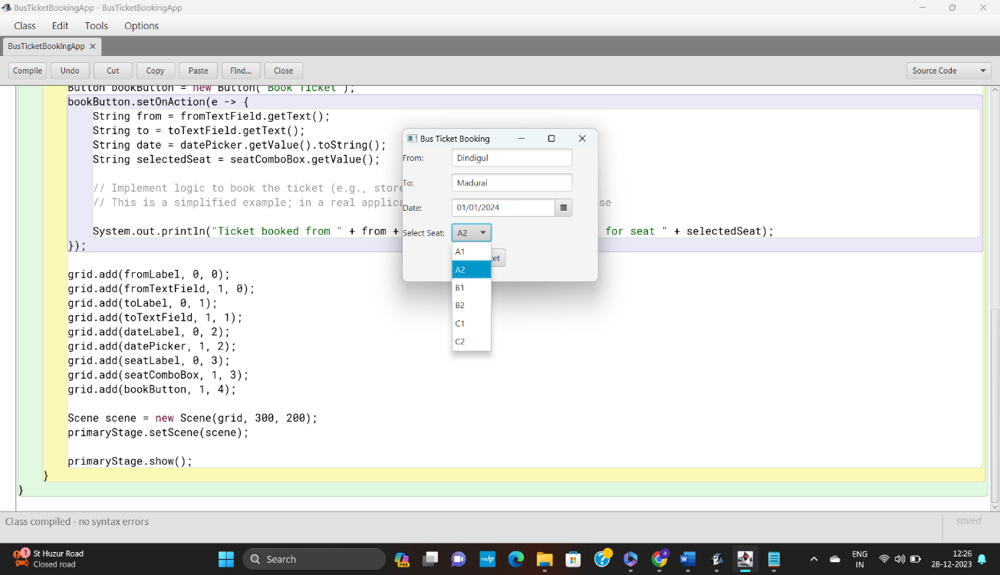 BusTicketBookingApp - BusTicketBookingApp
Class Edit Tools Options
BusTicketBookingApp
Compile Undo Cut Copy Paste Find... Close Source Code
Button bookButton = new Button("Book Ticket");
bookButton.setOnAction(e -> {
String from = fromTextField.getText();
String to = toTextField.getText();
String date = datePicker.getValue().toString();
String selectedSeat = seatComboBox.getValue();
// Implement logic to book the ticket (e.g., store
// This is a simplified example; in a real applica
se
System.out.println("Ticket booked from " + from +
for seat " + selectedSeat);
});
grid.add(fromLabel, 0, 0);
grid.add(fromTextField, 1, 0);
grid.add(toLabel, 0, 1);
grid.add(toTextField, 1, 1);
grid.add(dateLabel, 0, 2);
grid.add(datePicker, 1, 2);
grid.add(seatLabel, 0, 3);
grid.add(seatComboBox, 1, 3);
grid.add(bookButton, 1, 4);
Scene scene = new Scene(grid, 300, 200);
primaryStage.setScene(scene);
primaryStage.show();
}
}
Bus Ticket Booking
From: Dindigul
To: Madurai
Date: 01/01/2024
Select Seat: A2
et
A1
A2
B1
B2
C1
C2
Class compiled - no syntax errors
saved
1
St Huzur Road
Closed road
Search
PRE
myhp
W
ENG
IN
12:26
28-12-2023